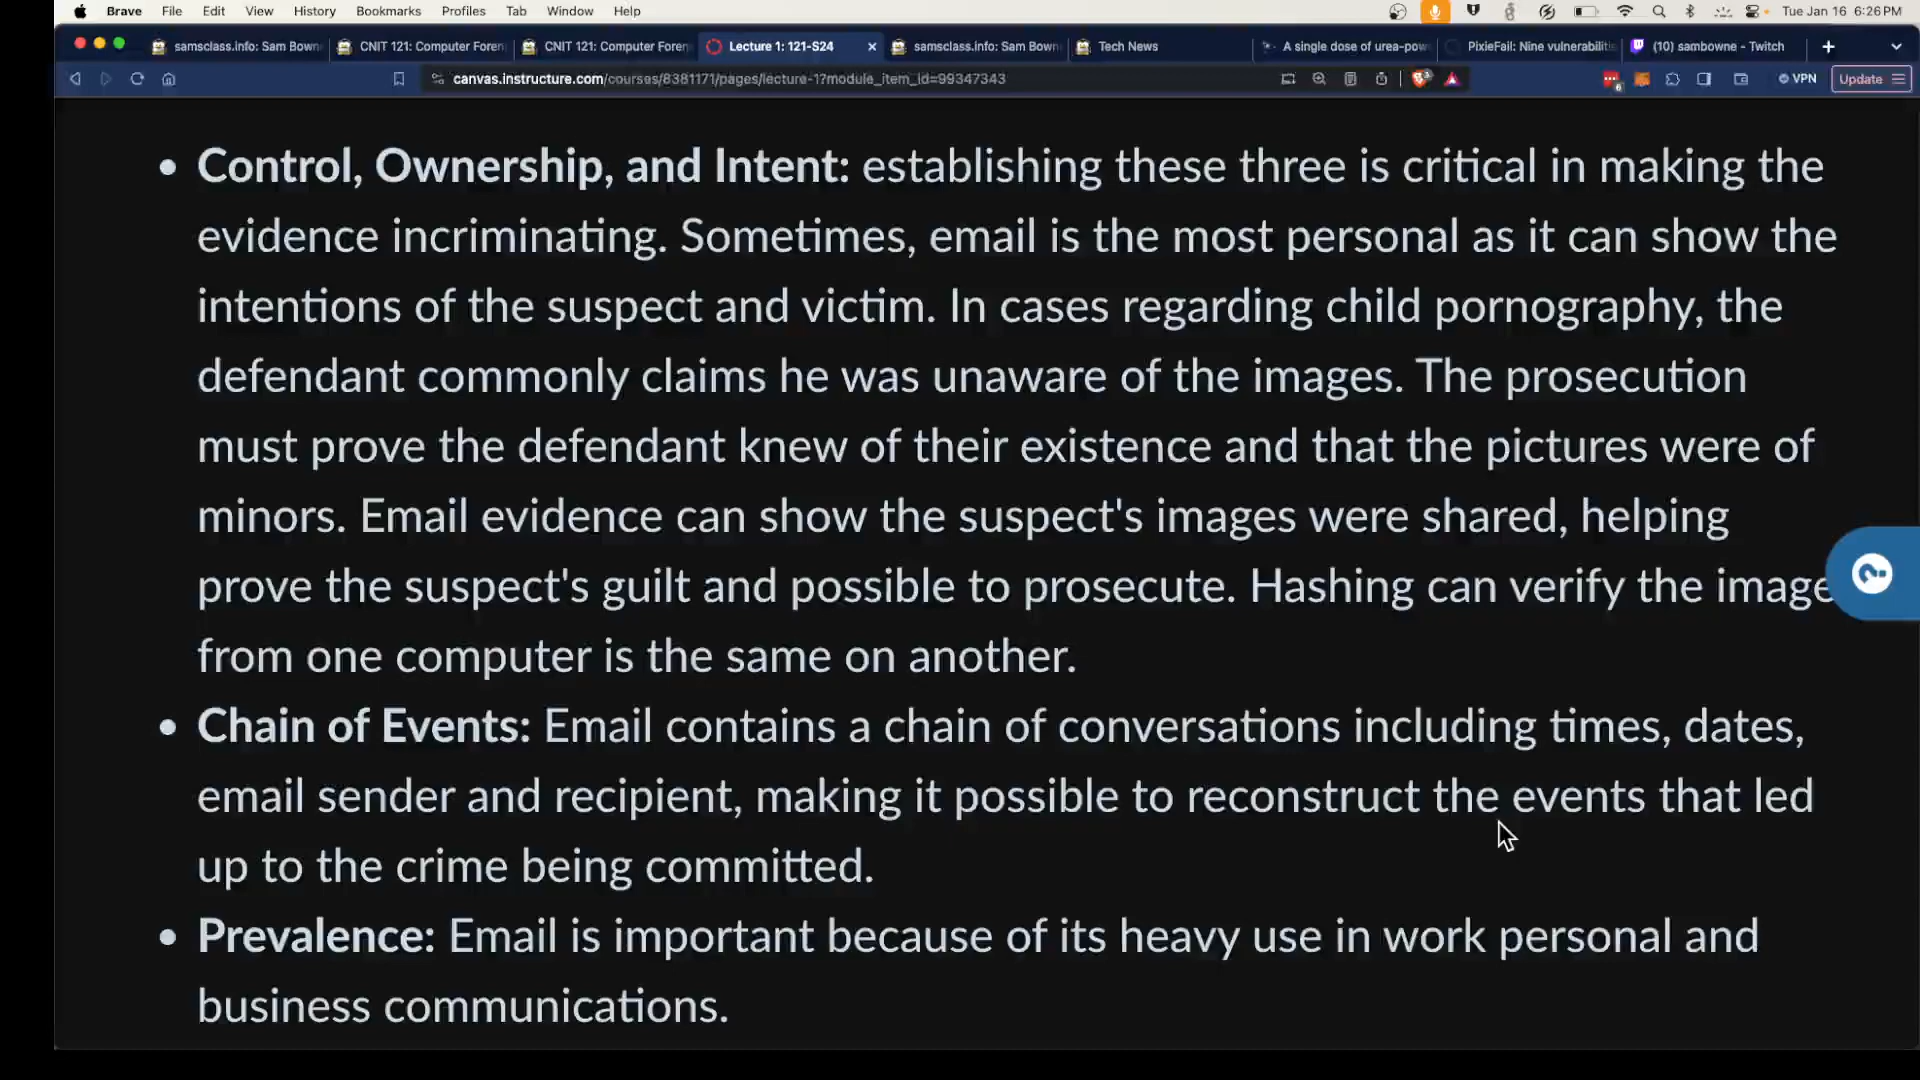 Brave File Edit View History Bookmarks Profiles Tab Window Help Tue Jan 16 6:26 PM
samsclass.info: Sam Bown CNIT 121: Computer Foren CNIT 121: Computer Foren Lecture 1: 121-S24 samsclass.info: Sam Bown Tech News A single dose of urea-pow PixieFail: Nine vulnerabiliti (10) sambowne - Twitch
canvas.instructure.com/courses/8381171/pages/lecture-1?module_item_id=99347343 VPN Update
• Control, Ownership, and Intent: establishing these three is critical in making the
evidence incriminating. Sometimes, email is the most personal as it can show the
intentions of the suspect and victim. In cases regarding child pornography, the
defendant commonly claims he was unaware of the images. The prosecution
must prove the defendant knew of their existence and that the pictures were of
minors. Email evidence can show the suspect's images were shared, helping
prove the suspect's guilt and possible to prosecute. Hashing can verify the image
from one computer is the same on another.
• Chain of Events: Email contains a chain of conversations including times, dates,
email sender and recipient, making it possible to reconstruct the events that led
up to the crime being committed.
• Prevalence: Email is important because of its heavy use in work personal and
business communications.